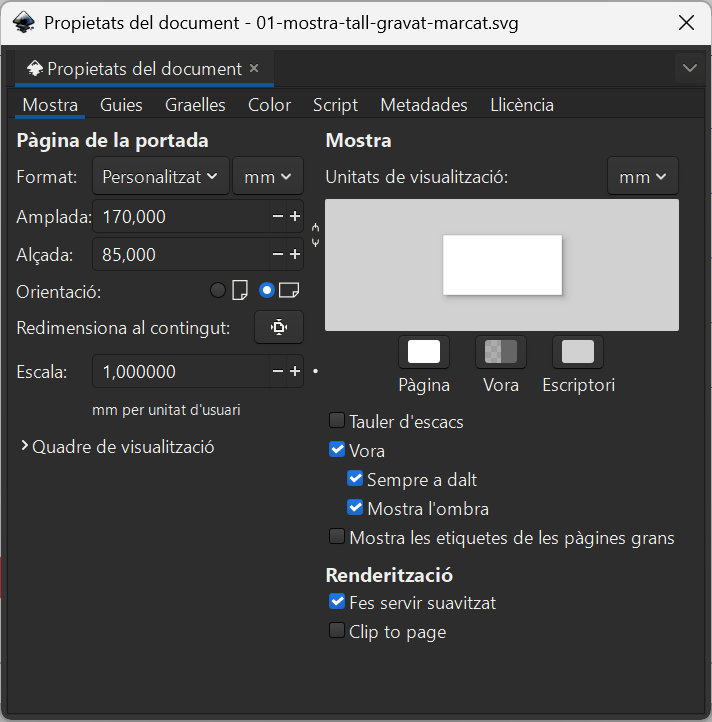 Propietats del document - 01-mostra-tall-gravat-marcat.svg
Propietats del document
Mostra Guies Graelles Color Script Metadades Llicència
Pàgina de la portada
Format: Personalitzat mm
Amplada: 170,000
Alçada: 85,000
Orientació:
Redimensiona al contingut:
Escala: 1,000000
mm per unitat d'usuari
Quadre de visualització
Mostra
Unitats de visualització: mm
Pàgina Vora Escriptori
Tauler d'escacs
Vora
Sempre a dalt
Mostra l'ombra
Mostra les etiquetes de les pàgines grans
Renderització
Fes servir suavitzat
Clip to page